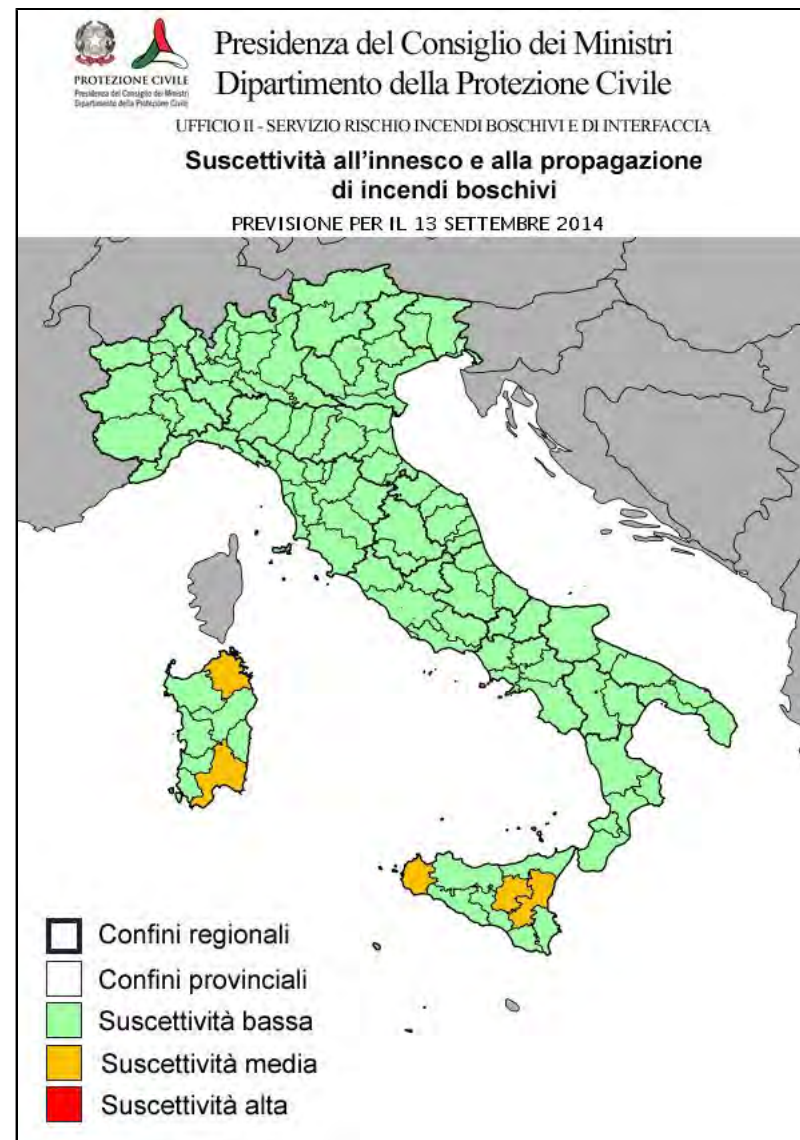 PROTEZIONE CIVILE
Presidenza del Consiglio dei Ministri
Dipartimento della Protezione Civile
Presidenza del Consiglio dei Ministri
Dipartimento della Protezione Civile
UFFICIO II - SERVIZIO RISCHIO INCENDI BOSCHIVI E DI INTERFACCIA
Suscettività all'innesco e alla propagazione
di incendi boschivi
PREVISIONE PER IL 13 SETTEMBRE 2014
Confini regionali
Confini provinciali
Suscettività bassa
Suscettività media
Suscettività alta